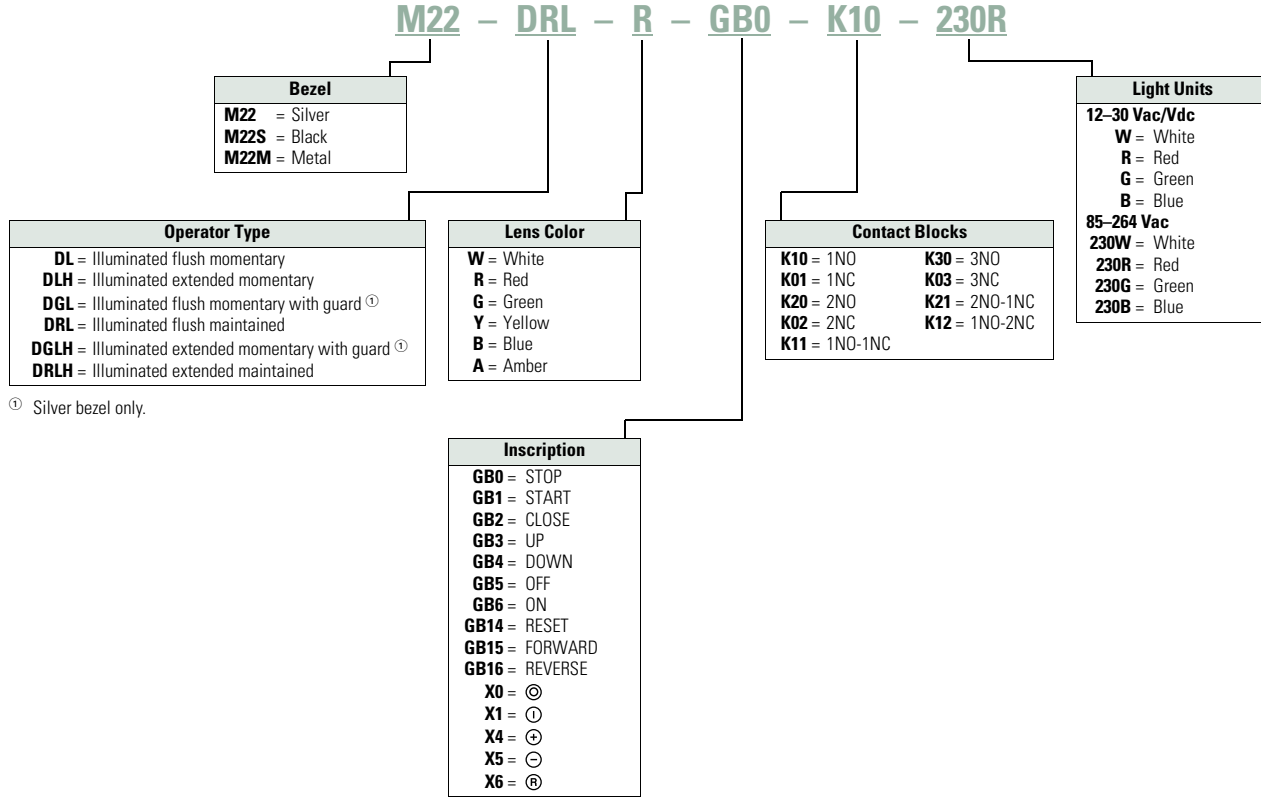 M22 – DRL – R – GB0 – K10 – 230R
Bezel
M22 = Silver
M22S = Black
M22M = Metal
Light Units
12–30 Vac/Vdc
W = White
R = Red
G = Green
B = Blue
85–264 Vac
230W = White
230R = Red
230G = Green
230B = Blue
Operator Type
DL = Illuminated flush momentary
DLH = Illuminated extended momentary
DGL = Illuminated flush momentary with guard ①
DRL = Illuminated flush maintained
DGLH = Illuminated extended momentary with guard ①
DRLH = Illuminated extended maintained
① Silver bezel only.
Lens Color
W = White
R = Red
G = Green
Y = Yellow
B = Blue
A = Amber
Contact Blocks
K10 = 1NO K30 = 3NO
K01 = 1NC K03 = 3NC
K20 = 2NO K21 = 2NO-1NC
K02 = 2NC K12 = 1NO-2NC
K11 = 1NO-1NC
Inscription
GB0 = STOP
GB1 = START
GB2 = CLOSE
GB3 = UP
GB4 = DOWN
GB5 = OFF
GB6 = ON
GB14 = RESET
GB15 = FORWARD
GB16 = REVERSE
X0 = Ⓞ
X1 = Ⓘ
X4 = ⊕
X5 = ⊖
X6 = Ⓡ